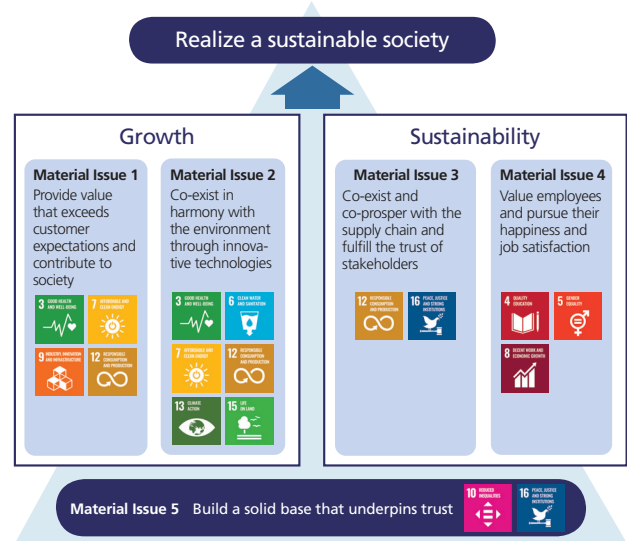 Realize a sustainable society
Growth
Material Issue 1
Provide value
that exceeds
customer
expectations and
contribute to
society
3 GOOD HEALTH
AND WELL-BEING
7 AFFORDABLE AND
CLEAN ENERGY
9 INDUSTRY, INNOVATION
AND INFRASTRUCTURE
12 RESPONSIBLE
CONSUMPTION
AND PRODUCTION
Material Issue 2
Co-exist in
harmony with
the environment
through innova-
tive technologies
3 GOOD HEALTH
AND WELL-BEING
6 CLEAN WATER
AND SANITATION
7 AFFORDABLE AND
CLEAN ENERGY
12 RESPONSIBLE
CONSUMPTION
AND PRODUCTION
13 CLIMATE
ACTION
15 LIFE
ON LAND
Sustainability
Material Issue 3
Co-exist and
co-prosper with the
supply chain and
fulfill the trust of
stakeholders
12 RESPONSIBLE
CONSUMPTION
AND PRODUCTION
16 PEACE, JUSTICE
AND STRONG
INSTITUTIONS
Material Issue 4
Value employees
and pursue their
happiness and
job satisfaction
4 QUALITY
EDUCATION
5 GENDER
EQUALITY
8 DECENT WORK AND
ECONOMIC GROWTH
Material Issue 5 Build a solid base that underpins trust
10 REDUCED
INEQUALITIES
16 PEACE, JUSTICE
AND STRONG
INSTITUTIONS